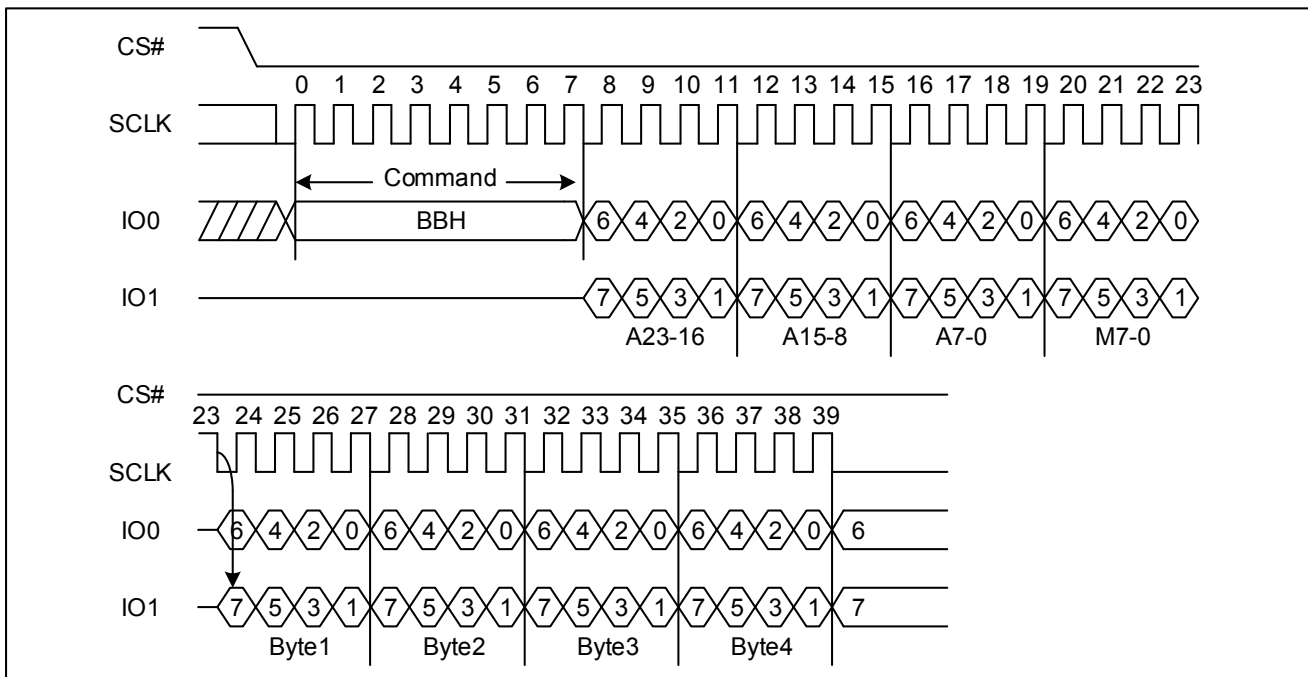 CS#
0 1 2 3 4 5 6 7 8 9 10 11 12 13 14 15 16 17 18 19 20 21 22 23
SCLK
Command
IO0 BBH 6 4 2 0 6 4 2 0 6 4 2 0 6 4 2 0
IO1 7 5 3 1 7 5 3 1 7 5 3 1 7 5 3 1
A23-16 A15-8 A7-0 M7-0
CS#
23 24 25 26 27 28 29 30 31 32 33 34 35 36 37 38 39
SCLK
IO0 6 4 2 0 6 4 2 0 6 4 2 0 6 4 2 0 6
IO1 7 5 3 1 7 5 3 1 7 5 3 1 7 5 3 1 7
Byte1 Byte2 Byte3 Byte4